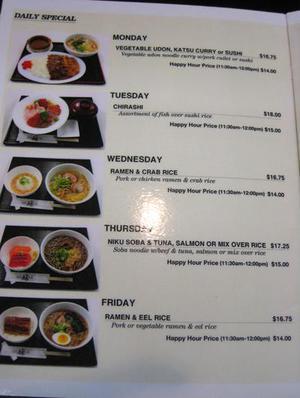 DAILY SPECIAL
MONDAY
VEGETABLE UDON, KATSU CURRY or SUSHI $16.75
Vegetable udon noodle curry w/pork cutlet or sushi
Happy Hour Price (11:30am-12:00pm) $14.00
TUESDAY
CHIRASHI $18.00
Assortment of fish over sushi rice
Happy Hour Price (11:30am-12:00pm) $15.00
WEDNESDAY
RAMEN & CRAB RICE $16.75
Pork or chicken ramen & crab rice
Happy Hour Price (11:30am-12:00pm) $14.00
THURSDAY
NIKU SOBA & TUNA, SALMON OR MIX OVER RICE $17.25
Soba noodle w/beef & tuna, salmon or mix over rice
Happy Hour Price (11:30am-12:00pm) $15.00
FRIDAY
RAMEN & EEL RICE $16.75
Pork or vegetable ramen & eel rice
Happy Hour Price (11:30am-12:00pm) $14.00